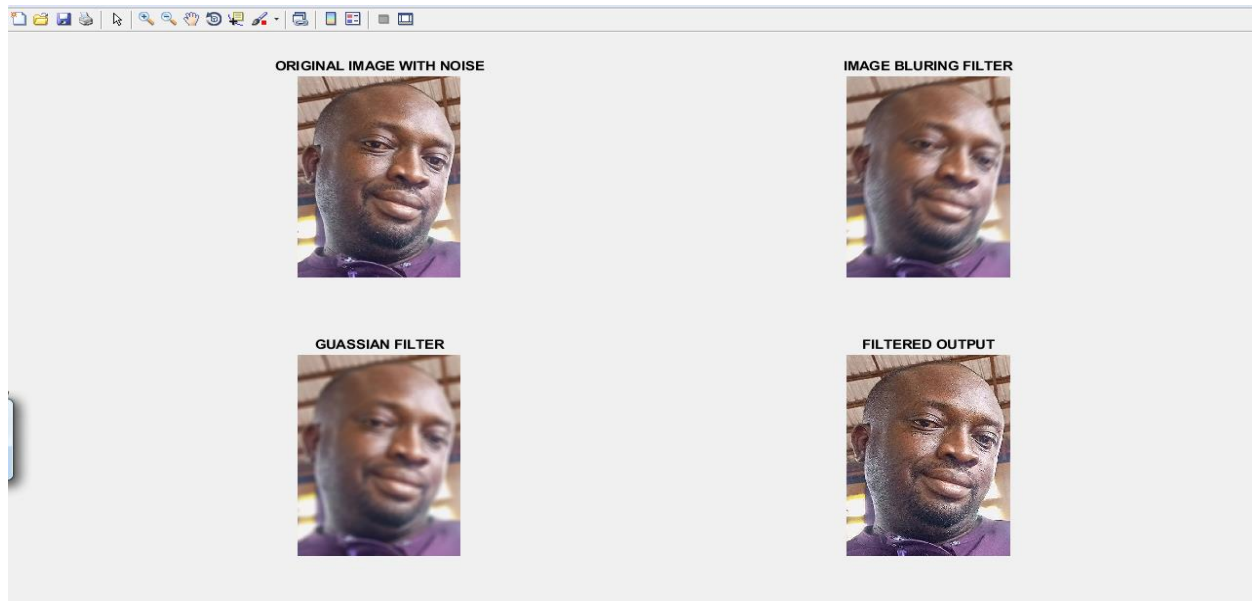 ORIGINAL IMAGE WITH NOISE
IMAGE BLURING FILTER
GUASSIAN FILTER
FILTERED OUTPUT